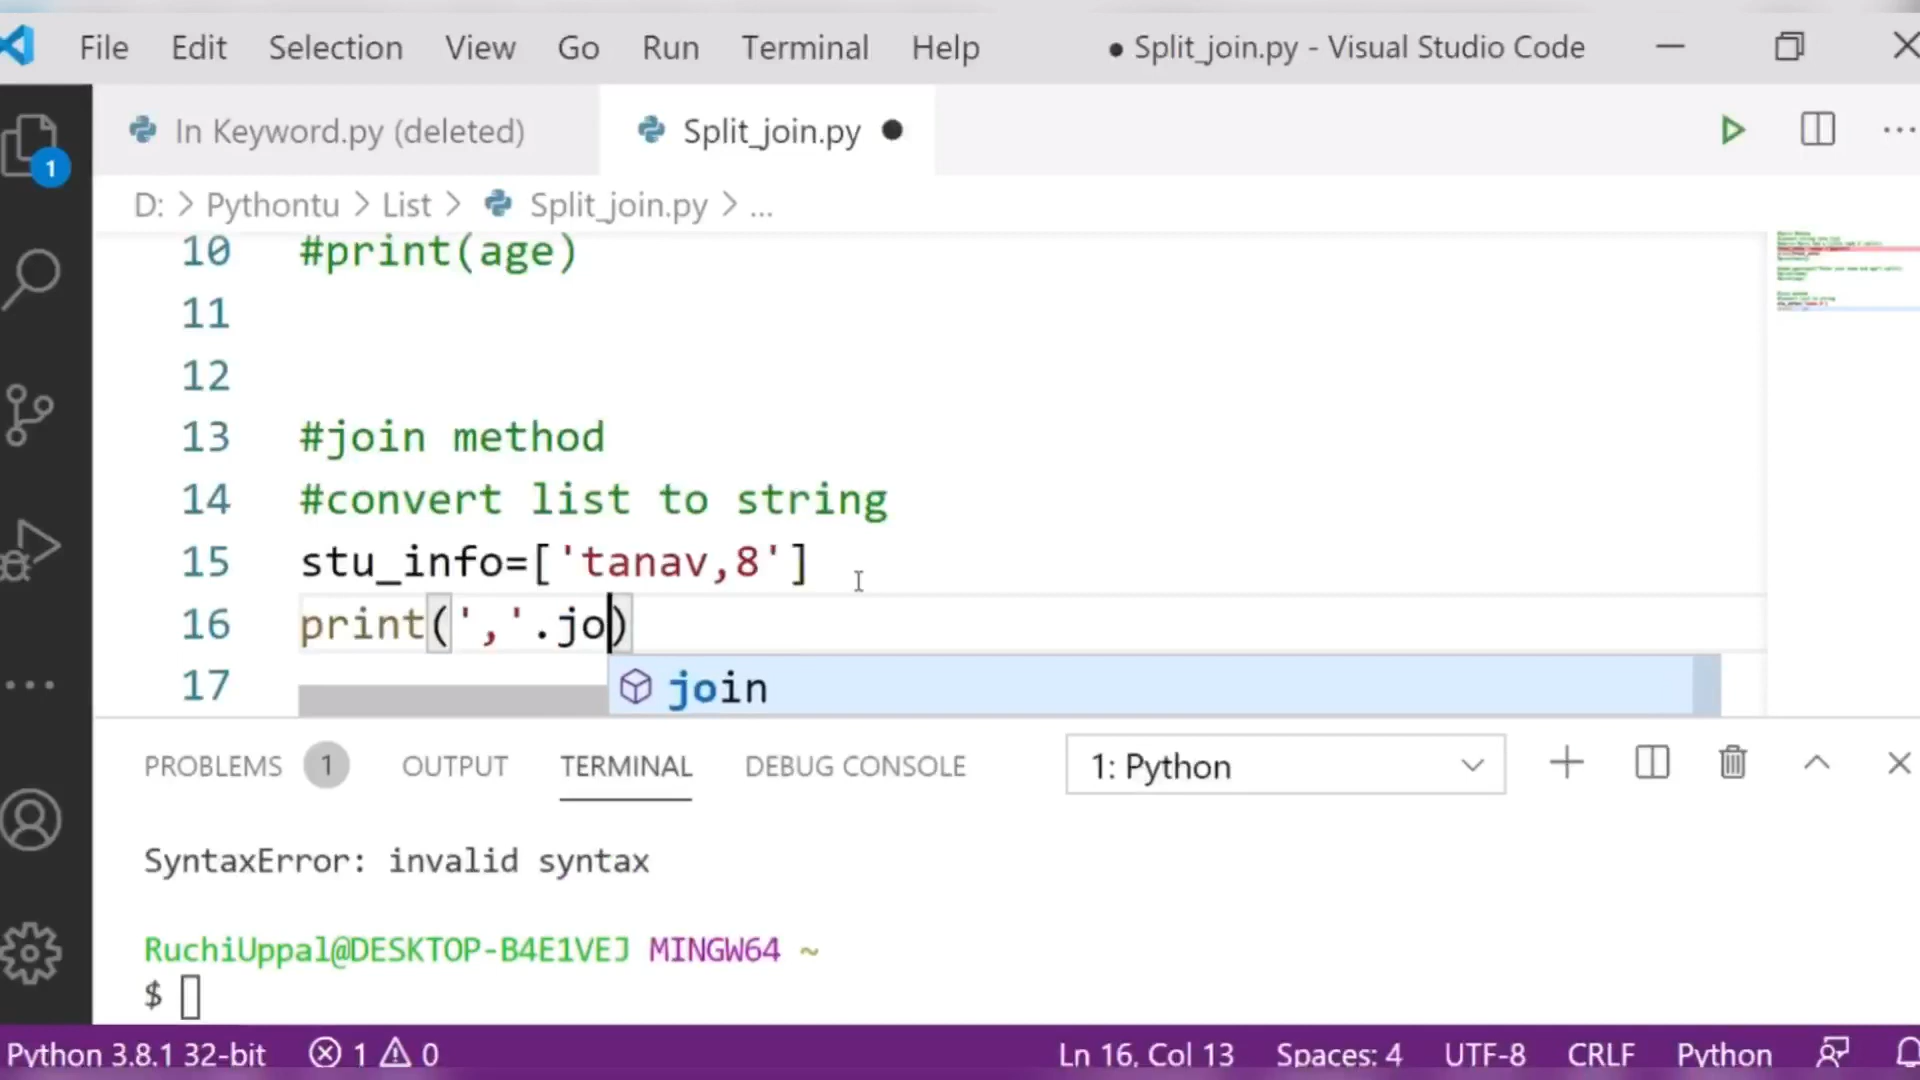 File Edit Selection View Go Run Terminal Help ● Split_join.py - Visual Studio Code
In Keyword.py (deleted) Split_join.py ●
1
D: > Pythontu > List > Split_join.py > ...
10 #print(age)
11
12
13 #join method
14 #convert list to string
15 stu_info=['tanav,8']
16 print(','.jo)
17 join
PROBLEMS 1 OUTPUT TERMINAL DEBUG CONSOLE 1: Python
SyntaxError: invalid syntax
RuchiUppal@DESKTOP-B4E1VEJ MINGW64 ~
$
Python 3.8.1 32-bit 1 0 Ln 16, Col 13 Spaces: 4 UTF-8 CRLF Python